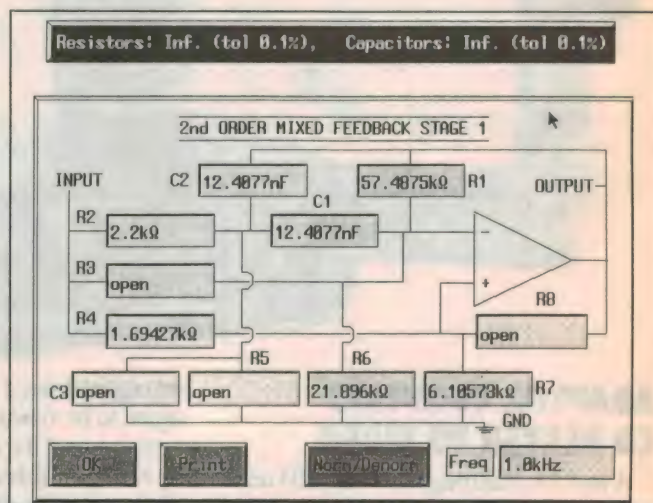 Resistors: Inf. (tol 0.1%), Capacitors: Inf. (tol 0.1%)
2nd ORDER MIXED FEEDBACK STAGE 1
INPUT
C2
12.4077nF
57.4875kΩ
R1
OUTPUT
C1
R2
2.2kΩ
12.4077nF
-
R3
open
+
R8
R4
1.69427kΩ
open
R5
R6
C3
open
open
21.896kΩ
6.10573kΩ
R7
GND
OK
Print
Norm/Denorm
Freq
1.0kHz